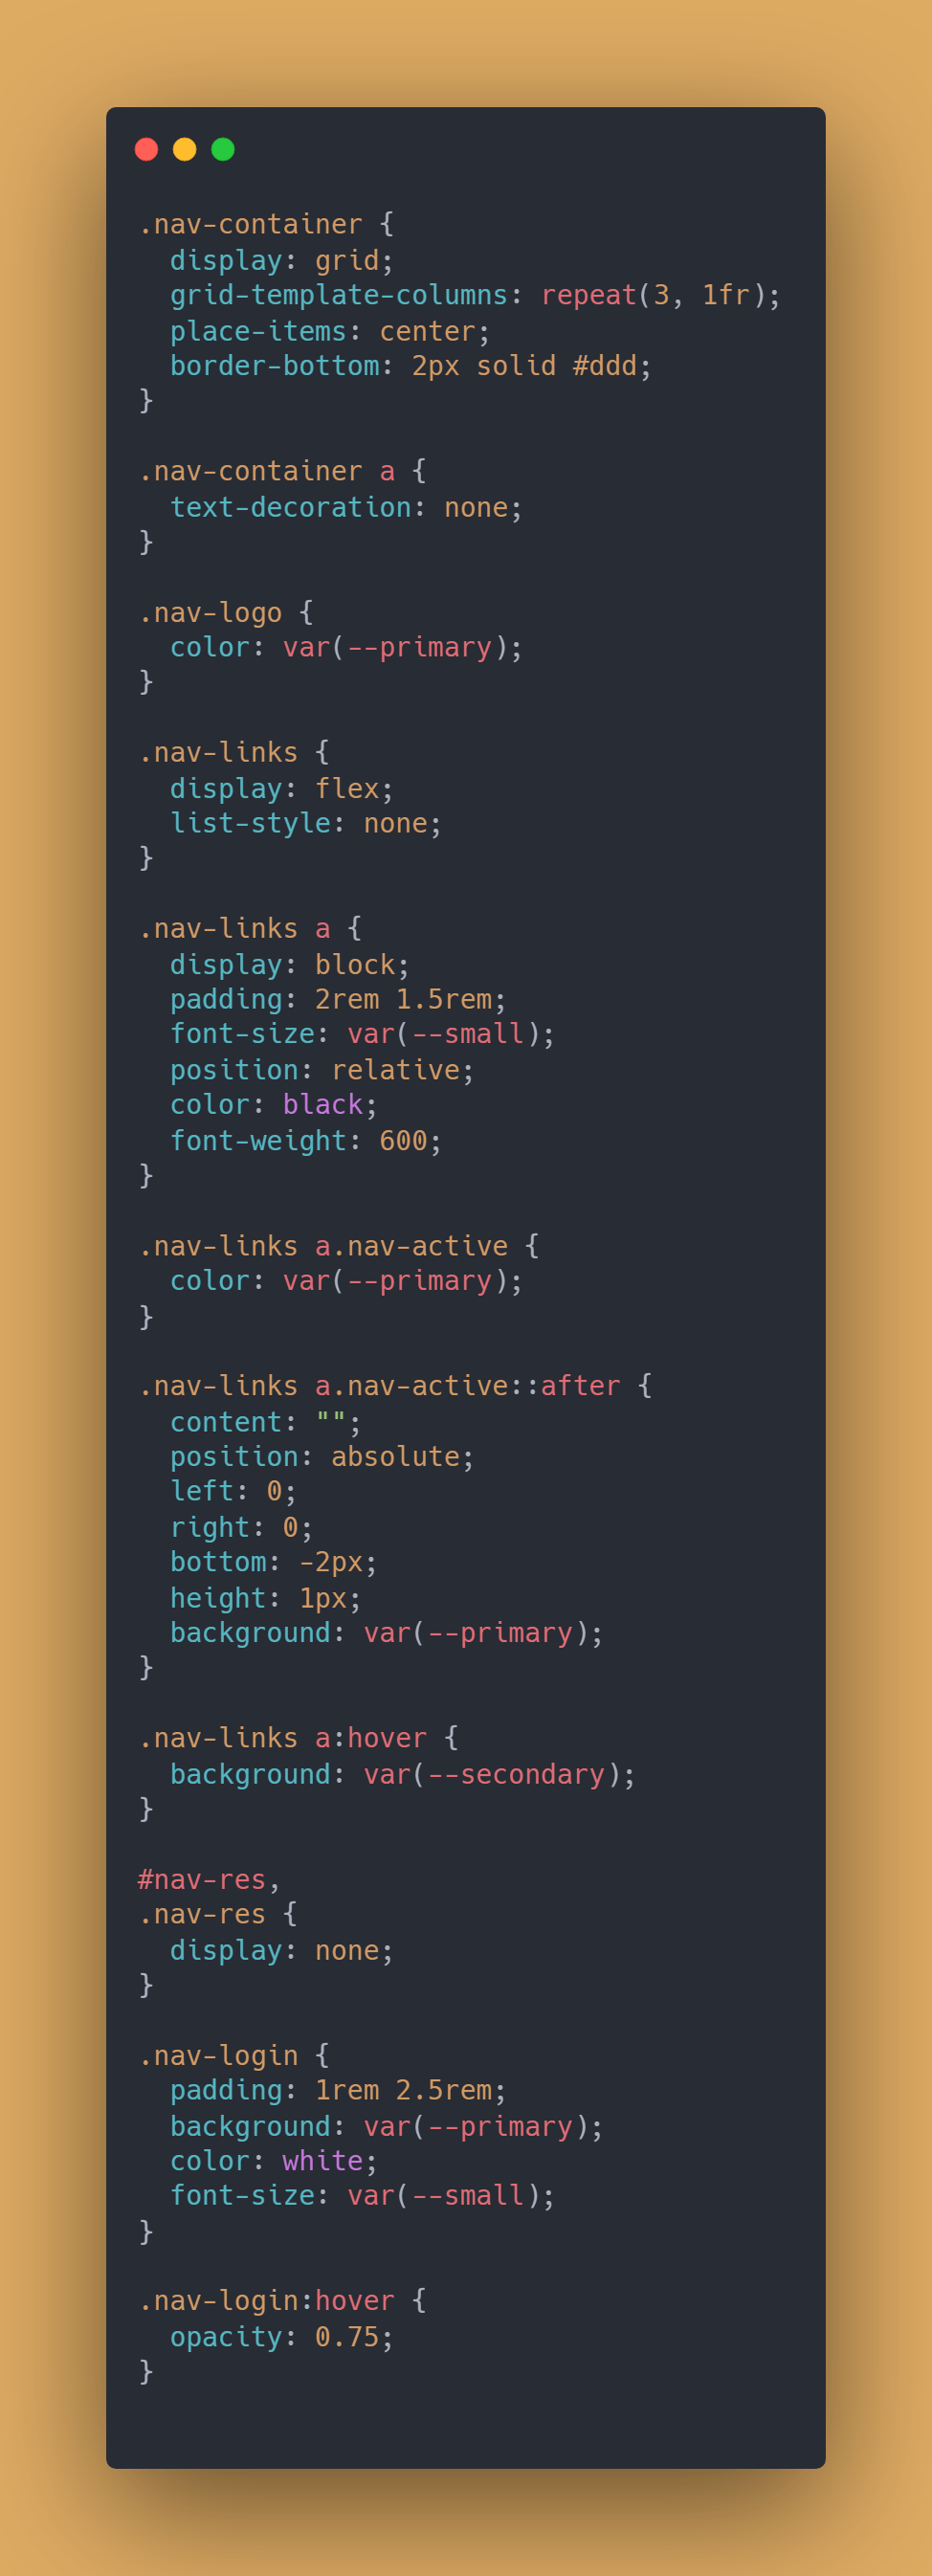 .nav-container {
  display: grid;
  grid-template-columns: repeat(3, 1fr);
  place-items: center;
  border-bottom: 2px solid #ddd;
}

.nav-container a {
  text-decoration: none;
}

.nav-logo {
  color: var(--primary);
}

.nav-links {
  display: flex;
  list-style: none;
}

.nav-links a {
  display: block;
  padding: 2rem 1.5rem;
  font-size: var(--small);
  position: relative;
  color: black;
  font-weight: 600;
}

.nav-links a.nav-active {
  color: var(--primary);
}

.nav-links a.nav-active::after {
  content: "";
  position: absolute;
  left: 0;
  right: 0;
  bottom: -2px;
  height: 1px;
  background: var(--primary);
}

.nav-links a:hover {
  background: var(--secondary);
}

#nav-res,
.nav-res {
  display: none;
}

.nav-login {
  padding: 1rem 2.5rem;
  background: var(--primary);
  color: white;
  font-size: var(--small);
}

.nav-login:hover {
  opacity: 0.75;
}